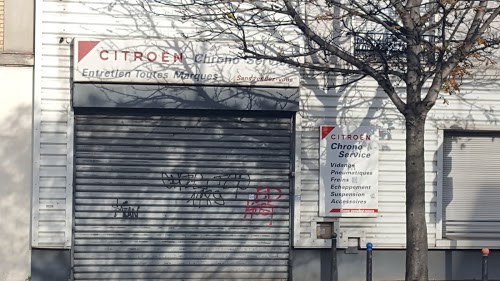 CITROËN Chrono Service
Entretien Toutes Marques
CITROËN
Chrono
Service
Vidange
Pneumatiques
Freins
Echappement
Suspension
Accessoires